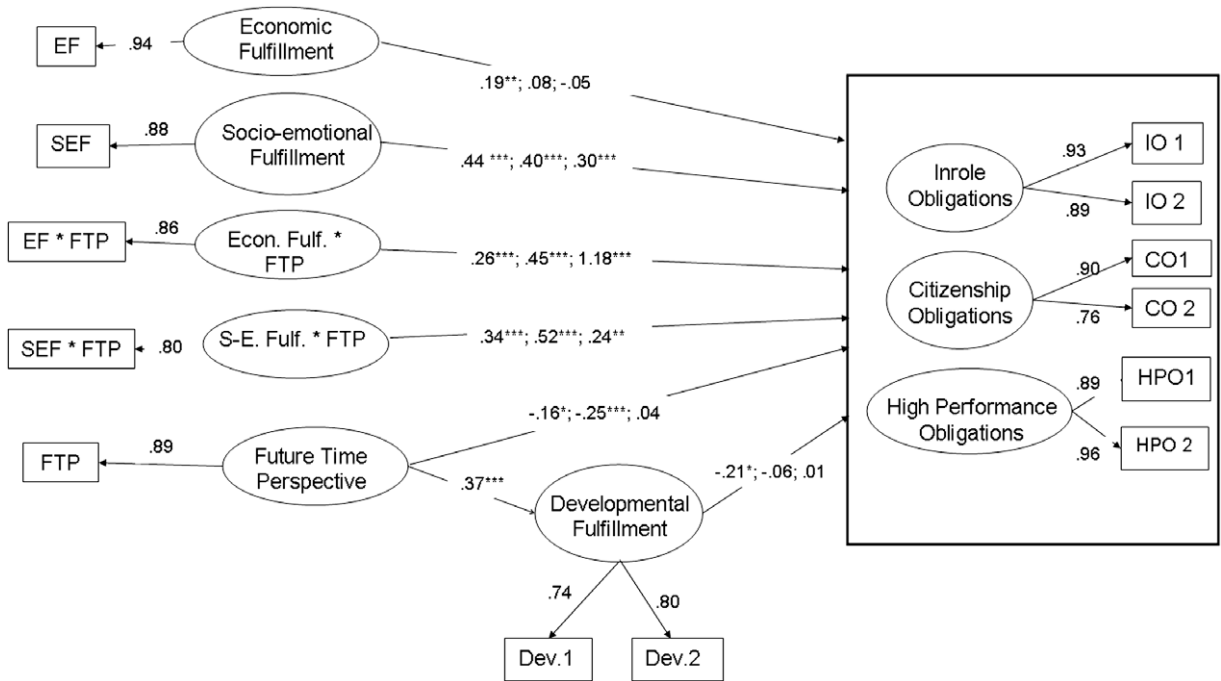 EF
.94
Economic
Fulfillment
.19**; .08; -.05
SEF
.88
Socio-emotional
Fulfillment
.44 ***; .40***; .30***
EF * FTP
.86
Econ. Fulf. *
FTP
.26***; .45***; 1.18***
SEF * FTP
.80
S-E. Fulf. * FTP
.34***; .52***; .24**
FTP
.89
Future Time
Perspective
-.16*; -.25***; .04
.37***
Developmental
Fulfillment
-.21*; -.06; .01
.74
.80
Dev.1
Dev.2
Inrole
Obligations
.93
IO 1
.89
IO 2
Citizenship
Obligations
.90
CO1
.76
CO 2
High Performance
Obligations
.89
HPO1
.96
HPO 2